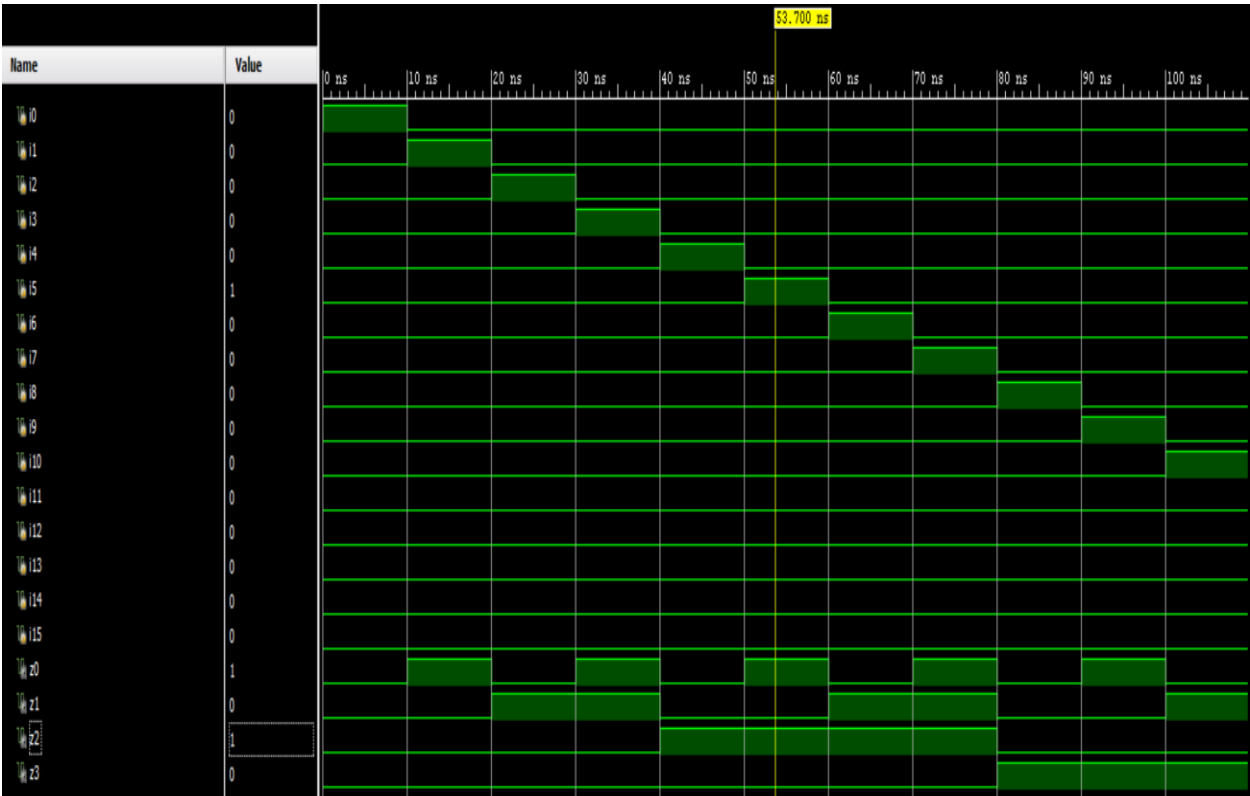 53.700 ns
Name Value
0 ns 10 ns 20 ns 30 ns 40 ns 50 ns 60 ns 70 ns 80 ns 90 ns 100 ns
i0 0
i1 0
i2 0
i3 0
i4 0
i5 1
i6 0
i7 0
i8 0
i9 0
i10 0
i11 0
i12 0
i13 0
i14 0
i15 0
z0 1
z1 0
z2 1
z3 0